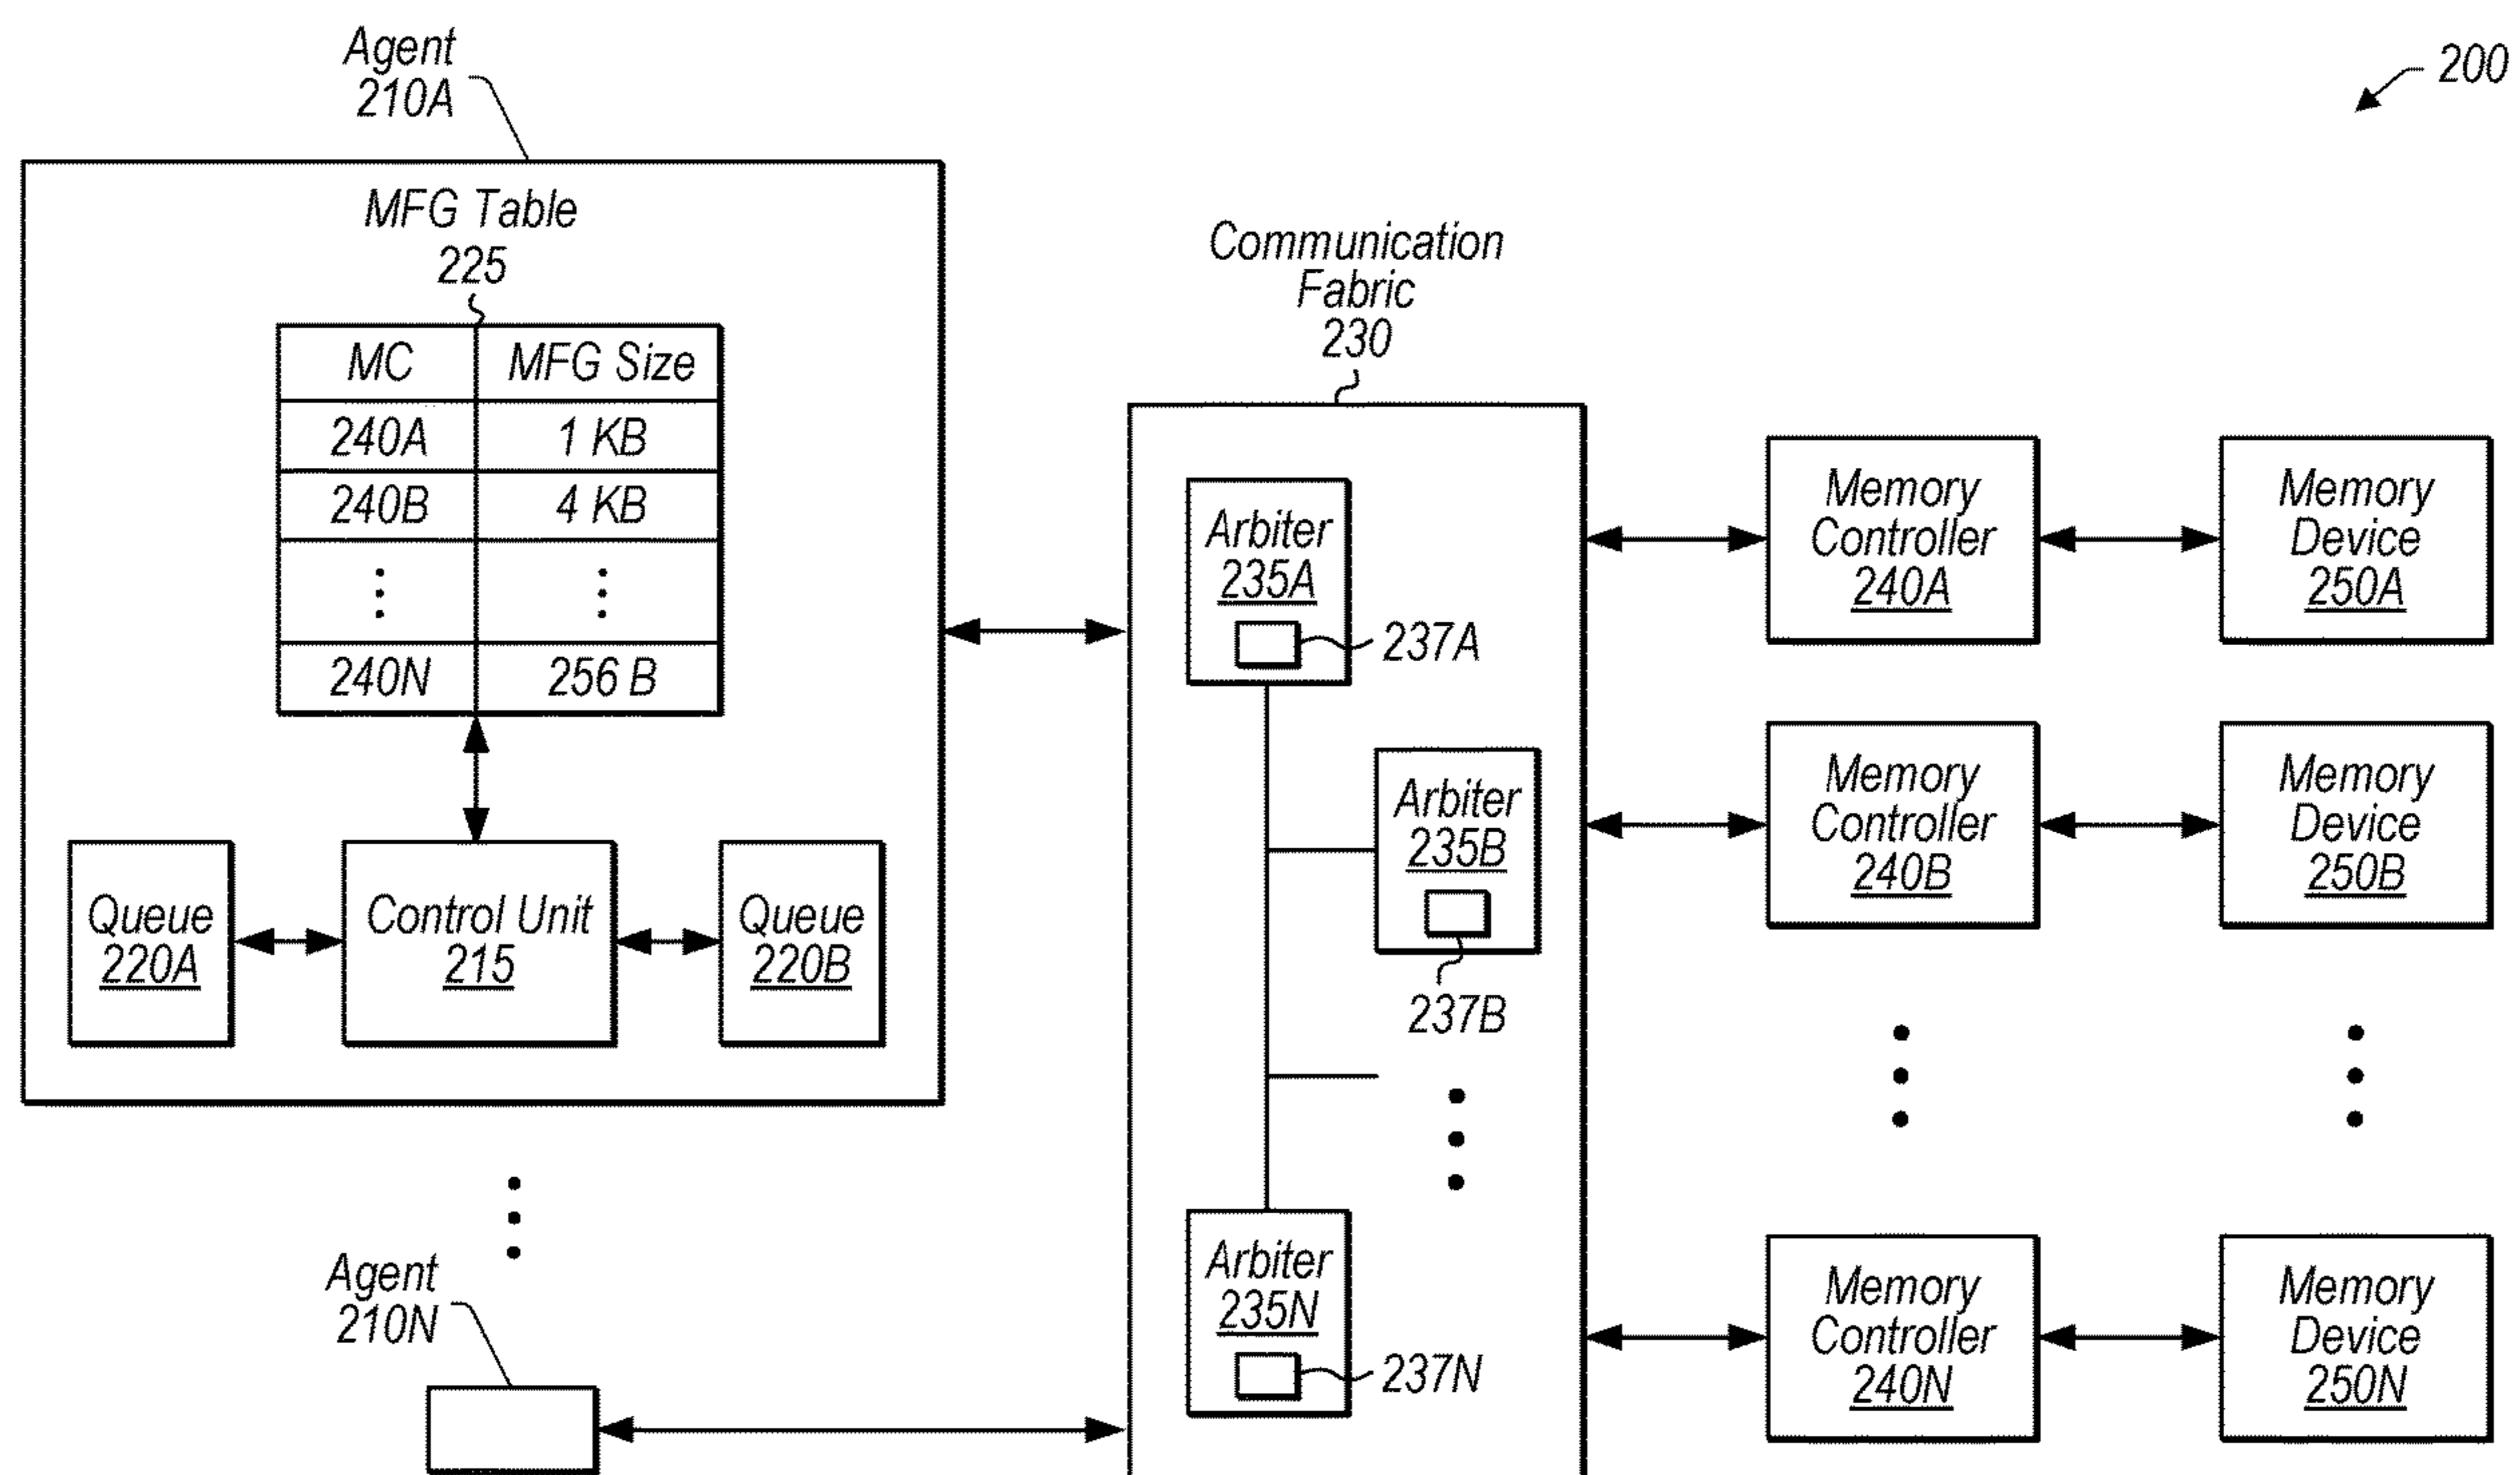 200
Agent
210A
MFG Table
225
MC MFG Size
240A 1 KB
240B 4 KB
240N 256 B
Queue
220A
Control Unit
215
Queue
220B
Agent
210N
Communication
Fabric
230
Arbiter
235A
237A
Arbiter
235B
237B
Arbiter
235N
237N
Memory
Controller
240A
Memory
Device
250A
Memory
Controller
240B
Memory
Device
250B
Memory
Controller
240N
Memory
Device
250N